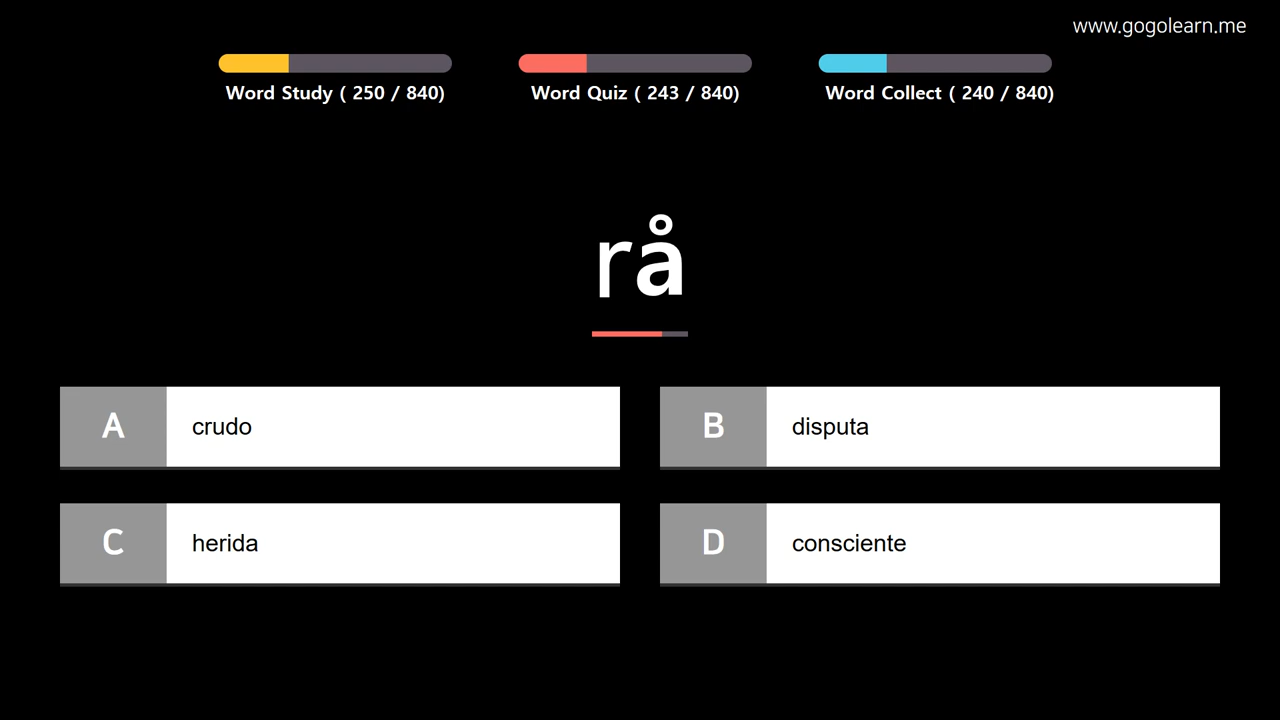 www.gogolearn.me
Word Study ( 250 / 840)
Word Quiz ( 243 / 840)
Word Collect ( 240 / 840)
rå
A crudo
B disputa
C herida
D consciente